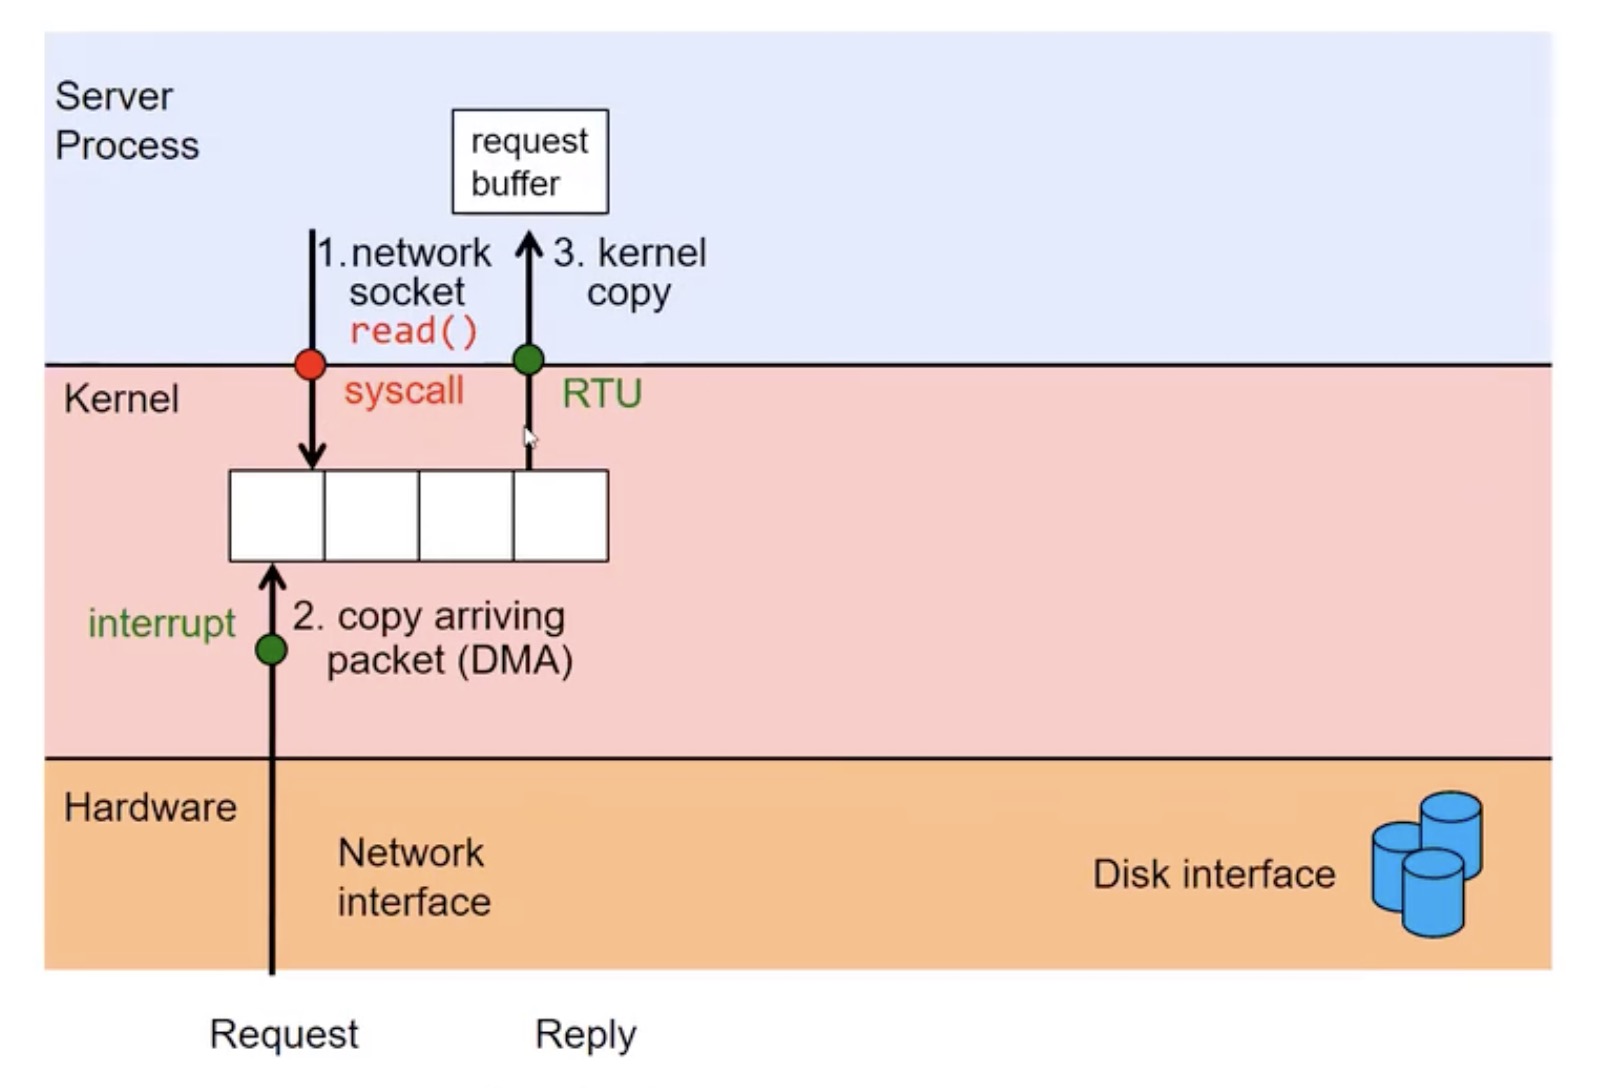 Server
Process
request
buffer
1.network
socket
read()
3. kernel
copy
Kernel
syscall
RTU
interrupt
2. copy arriving
packet (DMA)
Hardware
Network
interface
Disk interface
Request
Reply